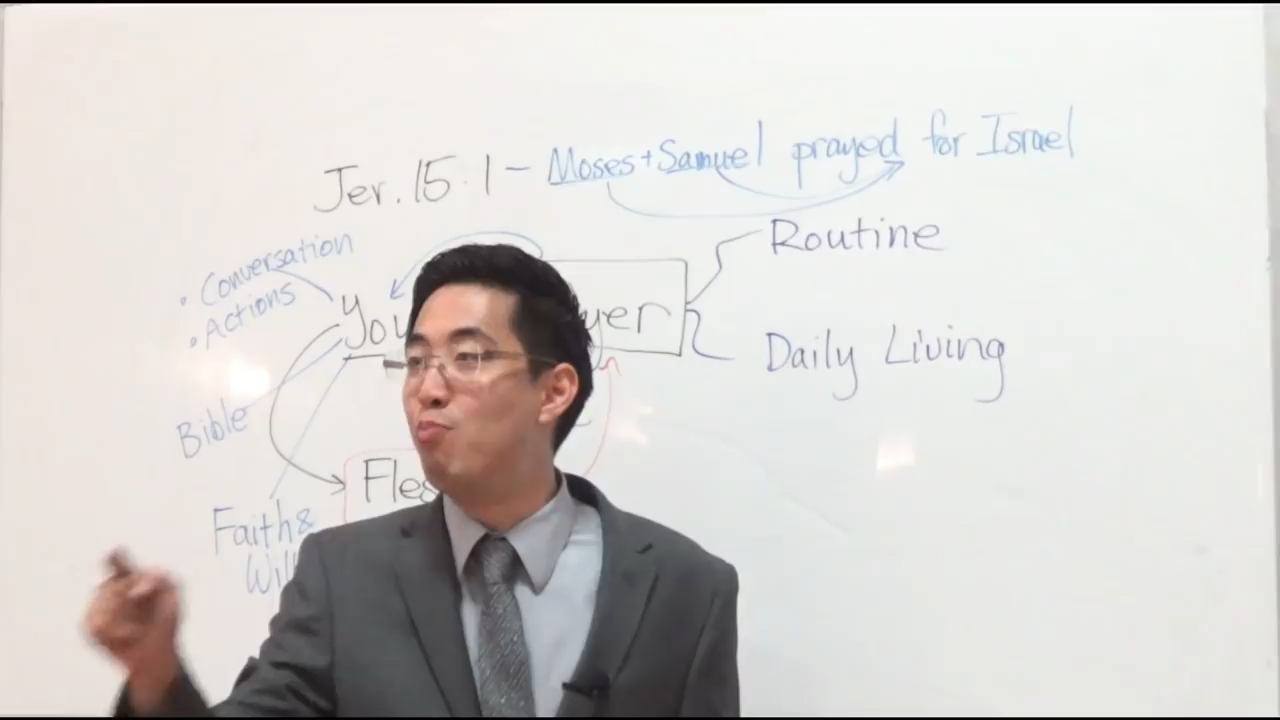 Jer. 15:1 - Moses + Samuel prayed for Israel
Routine
• Conversation
• Actions
Daily Living
Bible
Faith &